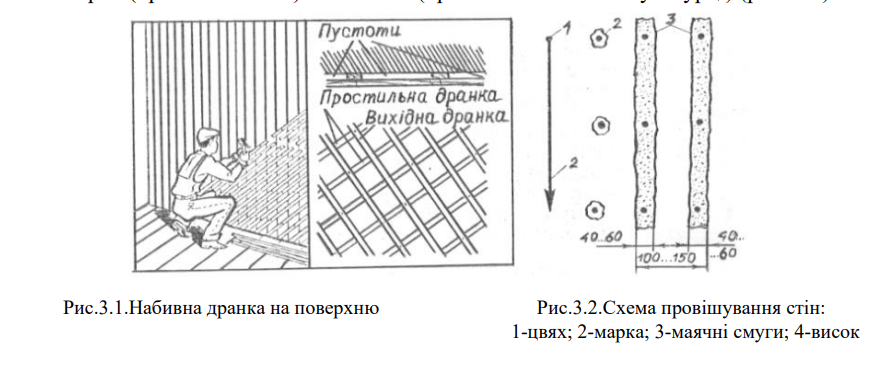 Пустоти
Простильна дранка
Вихідна дранка
1
2
3
2
40..60
100...150
40..
..60
Рис.3.1.Набивна дранка на поверхню
Рис.3.2.Схема провішування стін:
1-цвях; 2-марка; 3-маячні смуги; 4-висок